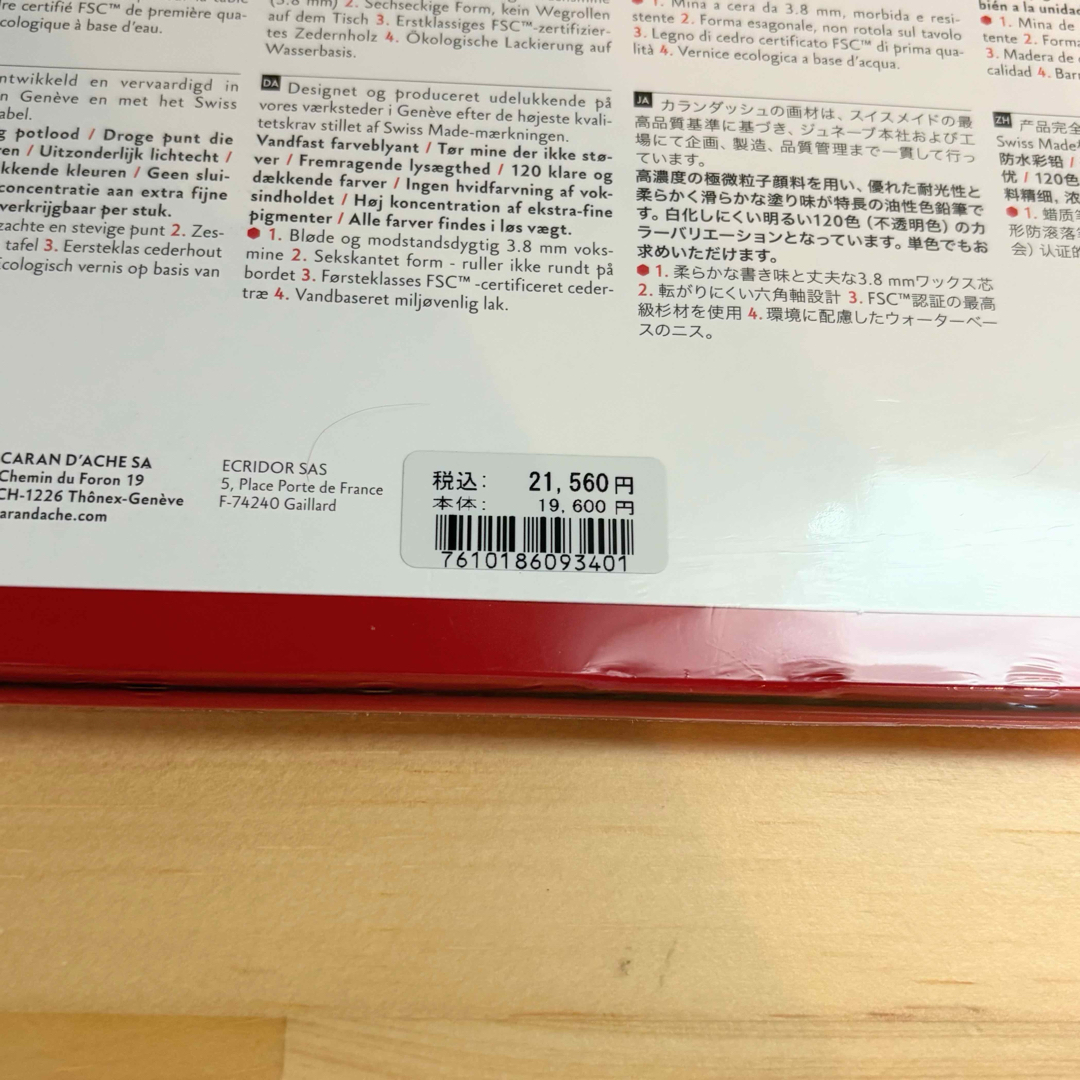 re certifié FSC™ de première qua-
cologique à base d'eau.
(3.8 mm) 2. Sechseckige Form, kein Wegrollen
auf dem Tisch 3. Erstklassiges FSC™-zertifizier-
tes Zedernholz 4. Ökologische Lackierung auf
Wasserbasis.
1. Mina a cera da 3.8 mm, morbida e resi-
stente 2. Forma esagonale, non rotola sul tavolo
3. Legno di cedro certificato FSC™ di prima qua-
lità 4. Vernice ecologica a base d'acqua.
bién a la unidad
1. Mina de
tente 2. Forma
3. Madera de
calidad 4. Bar
ntwikkeld en vervaardigd in
n Genève en met het Swiss
abel.
g potlood / Droge punt die
en / Uitzonderlijk lichtecht /
kkende kleuren / Geen slui-
concentratie aan extra fijne
verkrijgbaar per stuk.
zachte en stevige punt 2. Zes-
tafel 3. Eersteklas cederhout
Ecologisch vernis op basis van
DA Designet og produceret udelukkende på
vores værksteder i Genève efter de højeste kvali-
tetskrav stillet af Swiss Made-mærkningen.
Vandfast farveblyant / Tør mine der ikke stø-
ver / Fremragende lysægthed / 120 klare og
dækkende farver / Ingen hvidfarvning af vok-
sindholdet / Høj koncentration af ekstra-fine
pigmenter / Alle farver findes i løs vægt.
1. Bløde og modstandsdygtig 3.8 mm voks-
mine 2. Sekskantet form - ruller ikke rundt på
bordet 3. Førsteklasses FSC™ -certificeret ceder-
træ 4. Vandbaseret miljøvenlig lak.
JA カランダッシュの画材は、スイスメイドの最
高品質基準に基づき、ジュネーブ本社および工
場にて企画、製造、品質管理まで一貫して行っ
ています。
高濃度の極微粒子顔料を用い、優れた耐光性と
柔らかく滑らかな塗り味が特長の油性色鉛筆で
す。白化しにくい明るい120色（不透明色）のカ
ラーバリエーションとなっています。単色でもお
求めいただけます。
1. 柔らかな書き味と丈夫な3.8 mmワックス芯
2. 転がりにくい六角軸設計 3. FSC™認証の最高
級杉材を使用 4. 環境に配慮したウォーターベー
スのニス。
ZH 产品完全
Swiss Made
防水彩铅 /
优 / 120色
料精细，浓
1. 蜡质
形防滚落
会）认证的
CARAN D'ACHE SA
Chemin du Foron 19
CH-1226 Thônex-Genève
arandache.com
ECRIDOR SAS
5, Place Porte de France
F-74240 Gaillard
税込: 21,560円
本体: 19,600円
7610186093401